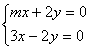 mx + 2y = 0
3x − 2y = 0